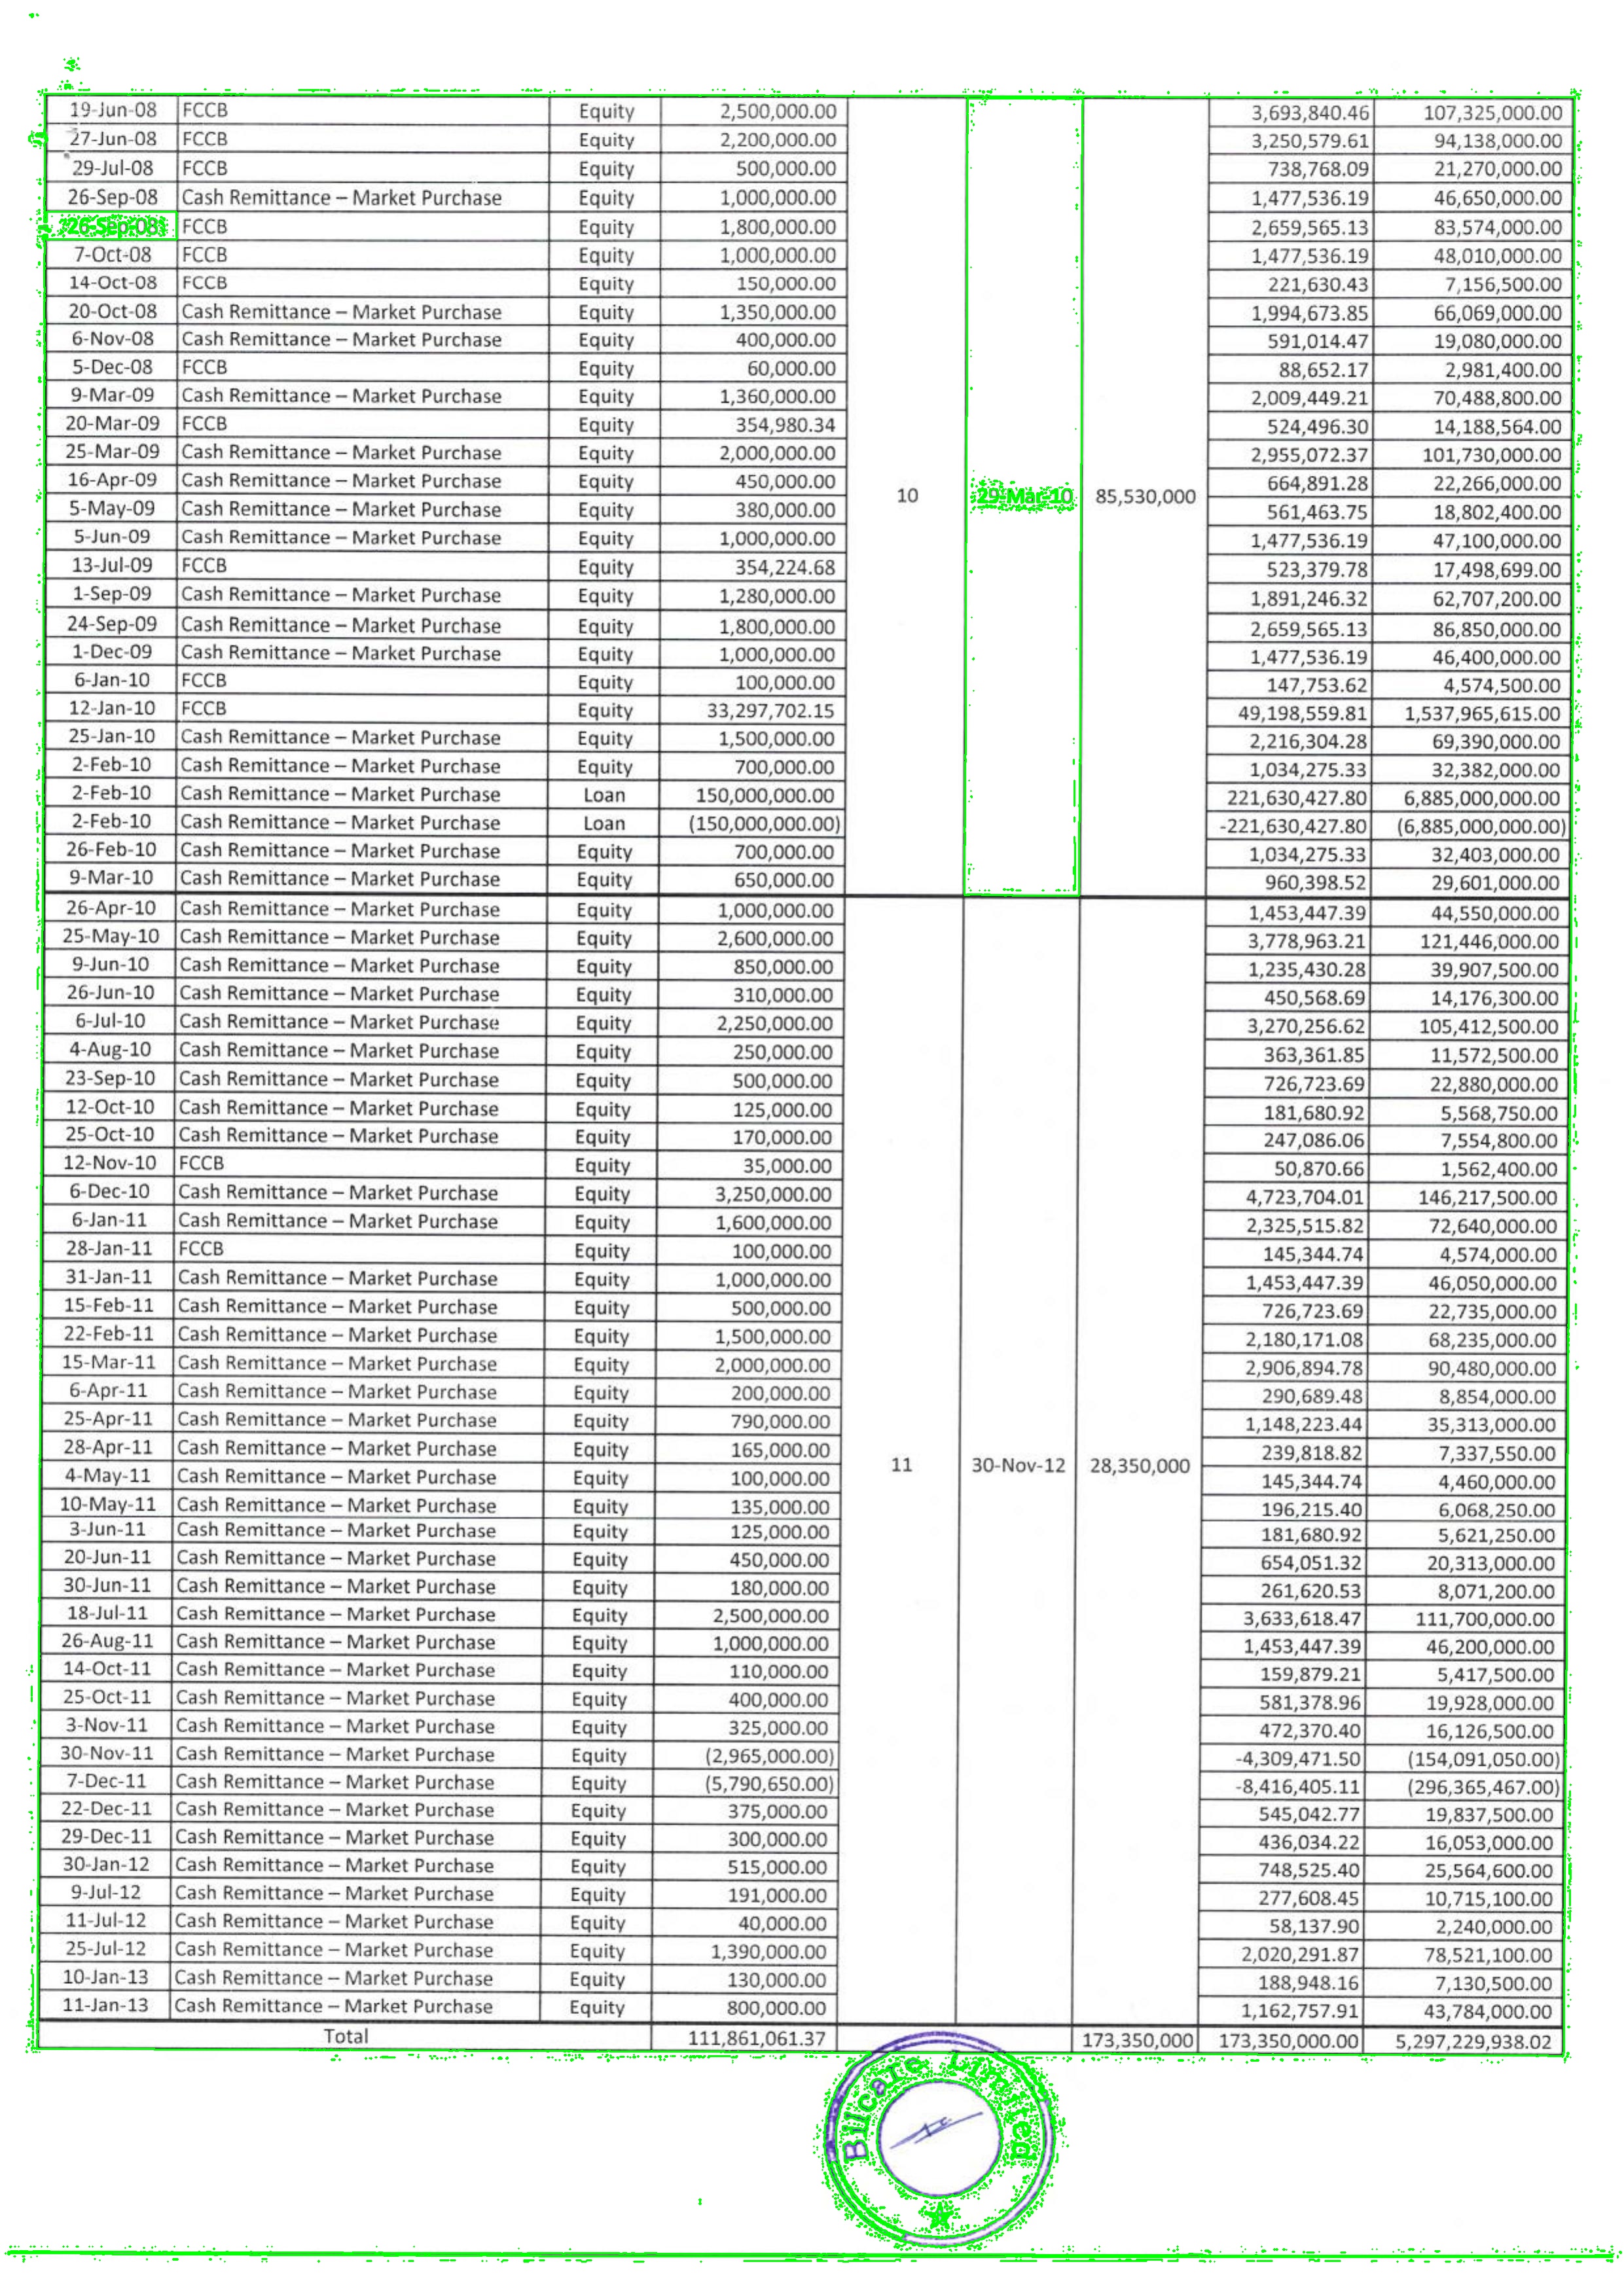 19-Jun-08 FCCB Equity 2,500,000.00 3,693,840.46 107,325,000.00
27-Jun-08 FCCB Equity 2,200,000.00 3,250,579.61 94,138,000.00
29-Jul-08 FCCB Equity 500,000.00 738,768.09 21,270,000.00
26-Sep-08 Cash Remittance – Market Purchase Equity 1,000,000.00 1,477,536.19 46,650,000.00
26-Sep-08 FCCB Equity 1,800,000.00 2,659,565.13 83,574,000.00
7-Oct-08 FCCB Equity 1,000,000.00 1,477,536.19 48,010,000.00
14-Oct-08 FCCB Equity 150,000.00 221,630.43 7,156,500.00
20-Oct-08 Cash Remittance – Market Purchase Equity 1,350,000.00 1,994,673.85 66,069,000.00
6-Nov-08 Cash Remittance – Market Purchase Equity 400,000.00 591,014.47 19,080,000.00
5-Dec-08 FCCB Equity 60,000.00 88,652.17 2,981,400.00
9-Mar-09 Cash Remittance – Market Purchase Equity 1,360,000.00 2,009,449.21 70,488,800.00
20-Mar-09 FCCB Equity 354,980.34 524,496.30 14,188,564.00
25-Mar-09 Cash Remittance – Market Purchase Equity 2,000,000.00 2,955,072.37 101,730,000.00
16-Apr-09 Cash Remittance – Market Purchase Equity 450,000.00 10 29-Mar-10 85,530,000 664,891.28 22,266,000.00
5-May-09 Cash Remittance – Market Purchase Equity 380,000.00 561,463.75 18,802,400.00
5-Jun-09 Cash Remittance – Market Purchase Equity 1,000,000.00 1,477,536.19 47,100,000.00
13-Jul-09 FCCB Equity 354,224.68 523,379.78 17,498,699.00
1-Sep-09 Cash Remittance – Market Purchase Equity 1,280,000.00 1,891,246.32 62,707,200.00
24-Sep-09 Cash Remittance – Market Purchase Equity 1,800,000.00 2,659,565.13 86,850,000.00
1-Dec-09 Cash Remittance – Market Purchase Equity 1,000,000.00 1,477,536.19 46,400,000.00
6-Jan-10 FCCB Equity 100,000.00 147,753.62 4,574,500.00
12-Jan-10 FCCB Equity 33,297,702.15 49,198,559.81 1,537,965,615.00
25-Jan-10 Cash Remittance – Market Purchase Equity 1,500,000.00 2,216,304.28 69,390,000.00
2-Feb-10 Cash Remittance – Market Purchase Equity 700,000.00 1,034,275.33 32,382,000.00
2-Feb-10 Cash Remittance – Market Purchase Loan 150,000,000.00 221,630,427.80 6,885,000,000.00
2-Feb-10 Cash Remittance – Market Purchase Loan (150,000,000.00) -221,630,427.80 (6,885,000,000.00)
26-Feb-10 Cash Remittance – Market Purchase Equity 700,000.00 1,034,275.33 32,403,000.00
9-Mar-10 Cash Remittance – Market Purchase Equity 650,000.00 960,398.52 29,601,000.00
26-Apr-10 Cash Remittance – Market Purchase Equity 1,000,000.00 1,453,447.39 44,550,000.00
25-May-10 Cash Remittance – Market Purchase Equity 2,600,000.00 3,778,963.21 121,446,000.00
9-Jun-10 Cash Remittance – Market Purchase Equity 850,000.00 1,235,430.28 39,907,500.00
26-Jun-10 Cash Remittance – Market Purchase Equity 310,000.00 450,568.69 14,176,300.00
6-Jul-10 Cash Remittance – Market Purchase Equity 2,250,000.00 3,270,256.62 105,412,500.00
4-Aug-10 Cash Remittance – Market Purchase Equity 250,000.00 363,361.85 11,572,500.00
23-Sep-10 Cash Remittance – Market Purchase Equity 500,000.00 726,723.69 22,880,000.00
12-Oct-10 Cash Remittance – Market Purchase Equity 125,000.00 181,680.92 5,568,750.00
25-Oct-10 Cash Remittance – Market Purchase Equity 170,000.00 247,086.06 7,554,800.00
12-Nov-10 FCCB Equity 35,000.00 50,870.66 1,562,400.00
6-Dec-10 Cash Remittance – Market Purchase Equity 3,250,000.00 4,723,704.01 146,217,500.00
6-Jan-11 Cash Remittance – Market Purchase Equity 1,600,000.00 2,325,515.82 72,640,000.00
28-Jan-11 FCCB Equity 100,000.00 145,344.74 4,574,000.00
31-Jan-11 Cash Remittance – Market Purchase Equity 1,000,000.00 1,453,447.39 46,050,000.00
15-Feb-11 Cash Remittance – Market Purchase Equity 500,000.00 726,723.69 22,735,000.00
22-Feb-11 Cash Remittance – Market Purchase Equity 1,500,000.00 2,180,171.08 68,235,000.00
15-Mar-11 Cash Remittance – Market Purchase Equity 2,000,000.00 2,906,894.78 90,480,000.00
6-Apr-11 Cash Remittance – Market Purchase Equity 200,000.00 290,689.48 8,854,000.00
25-Apr-11 Cash Remittance – Market Purchase Equity 790,000.00 1,148,223.44 35,313,000.00
28-Apr-11 Cash Remittance – Market Purchase Equity 165,000.00 239,818.82 7,337,550.00
4-May-11 Cash Remittance – Market Purchase Equity 100,000.00 11 30-Nov-12 28,350,000 145,344.74 4,460,000.00
10-May-11 Cash Remittance – Market Purchase Equity 135,000.00 196,215.40 6,068,250.00
3-Jun-11 Cash Remittance – Market Purchase Equity 125,000.00 181,680.92 5,621,250.00
20-Jun-11 Cash Remittance – Market Purchase Equity 450,000.00 654,051.32 20,313,000.00
30-Jun-11 Cash Remittance – Market Purchase Equity 180,000.00 261,620.53 8,071,200.00
18-Jul-11 Cash Remittance – Market Purchase Equity 2,500,000.00 3,633,618.47 111,700,000.00
26-Aug-11 Cash Remittance – Market Purchase Equity 1,000,000.00 1,453,447.39 46,200,000.00
14-Oct-11 Cash Remittance – Market Purchase Equity 110,000.00 159,879.21 5,417,500.00
25-Oct-11 Cash Remittance – Market Purchase Equity 400,000.00 581,378.96 19,928,000.00
3-Nov-11 Cash Remittance – Market Purchase Equity 325,000.00 472,370.40 16,126,500.00
30-Nov-11 Cash Remittance – Market Purchase Equity (2,965,000.00) -4,309,471.50 (154,091,050.00)
7-Dec-11 Cash Remittance – Market Purchase Equity (5,790,650.00) -8,416,405.11 (296,365,467.00)
22-Dec-11 Cash Remittance – Market Purchase Equity 375,000.00 545,042.77 19,837,500.00
29-Dec-11 Cash Remittance – Market Purchase Equity 300,000.00 436,034.22 16,053,000.00
30-Jan-12 Cash Remittance – Market Purchase Equity 515,000.00 748,525.40 25,564,600.00
9-Jul-12 Cash Remittance – Market Purchase Equity 191,000.00 277,608.45 10,715,100.00
11-Jul-12 Cash Remittance – Market Purchase Equity 40,000.00 58,137.90 2,240,000.00
25-Jul-12 Cash Remittance – Market Purchase Equity 1,390,000.00 2,020,291.87 78,521,100.00
10-Jan-13 Cash Remittance – Market Purchase Equity 130,000.00 188,948.16 7,130,500.00
11-Jan-13 Cash Remittance – Market Purchase Equity 800,000.00 1,162,757.91 43,784,000.00
Total 111,861,061.37 173,350,000 173,350,000.00 5,297,229,938.02
Bilcare Limited